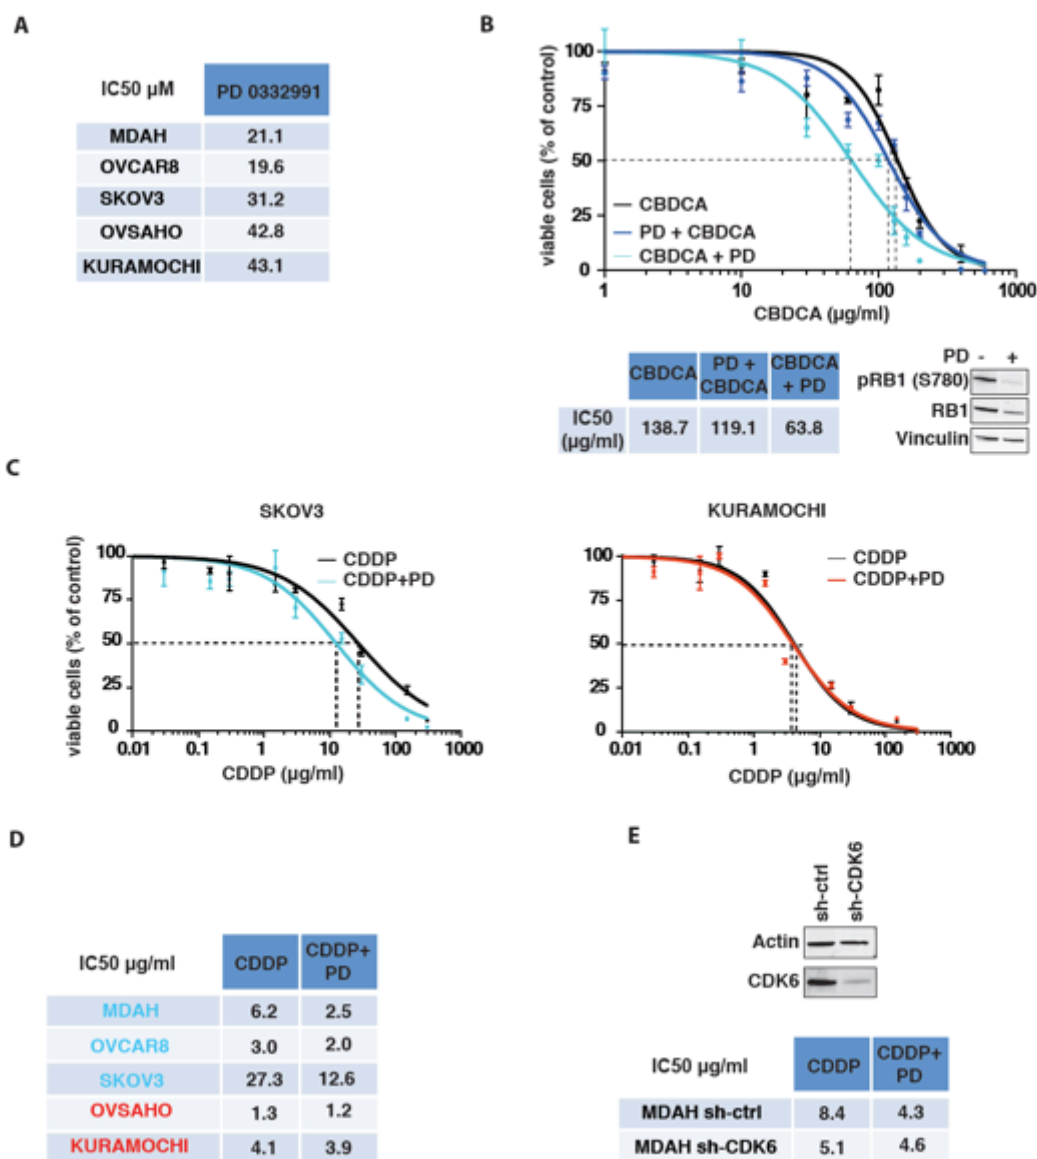 A
IC50 µM PD 0332991
MDAH 21.1
OVCAR8 19.6
SKOV3 31.2
OVSAHO 42.8
KURAMOCHI 43.1
B
viable cells (% of control)
100
75
50
25
0
CBDCA
PD + CBDCA
CBDCA + PD
1 10 100 1000
CBDCA (µg/ml)
CBDCA PD + CBDCA CBDCA + PD
IC50 (µg/ml) 138.7 119.1 63.8
PD - +
pRB1 (S780)
RB1
Vinculin
C
SKOV3
viable cells (% of control)
100
75
50
25
0
CDDP
CDDP+PD
0.01 0.1 1 10 100 1000
CDDP (µg/ml)
KURAMOCHI
100
75
50
25
0
CDDP
CDDP+PD
0.01 0.1 1 10 100 1000
CDDP (µg/ml)
D
IC50 µg/ml CDDP CDDP+ PD
MDAH 6.2 2.5
OVCAR8 3.0 2.0
SKOV3 27.3 12.6
OVSAHO 1.3 1.2
KURAMOCHI 4.1 3.9
E
sh-ctrl sh-CDK6
Actin
CDK6
IC50 µg/ml CDDP CDDP+ PD
MDAH sh-ctrl 8.4 4.3
MDAH sh-CDK6 5.1 4.6